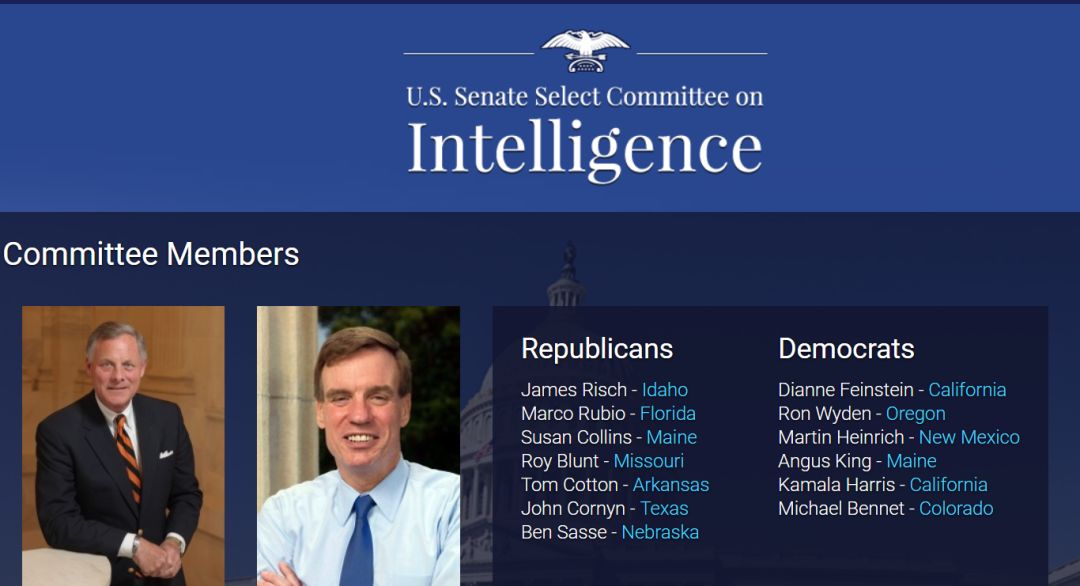 U.S. Senate Select Committee on
Intelligence
Committee Members
Republicans
James Risch - Idaho
Marco Rubio - Florida
Susan Collins - Maine
Roy Blunt - Missouri
Tom Cotton - Arkansas
John Cornyn - Texas
Ben Sasse - Nebraska
Democrats
Dianne Feinstein - California
Ron Wyden - Oregon
Martin Heinrich - New Mexico
Angus King - Maine
Kamala Harris - California
Michael Bennet - Colorado